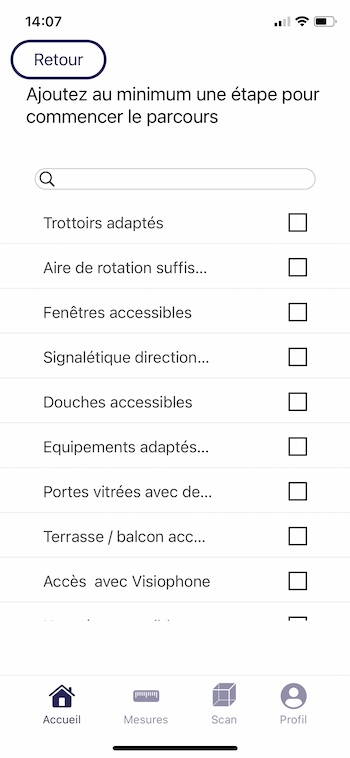 14:07
Retour
Ajoutez au minimum une étape pour
commencer le parcours
Trottoirs adaptés
Aire de rotation suffis...
Fenêtres accessibles
Signalétique direction...
Douches accessibles
Equipements adaptés...
Portes vitrées avec de...
Terrasse / balcon acc...
Accès  avec Visiophone
Accueil
Mesures
Scan
Profil